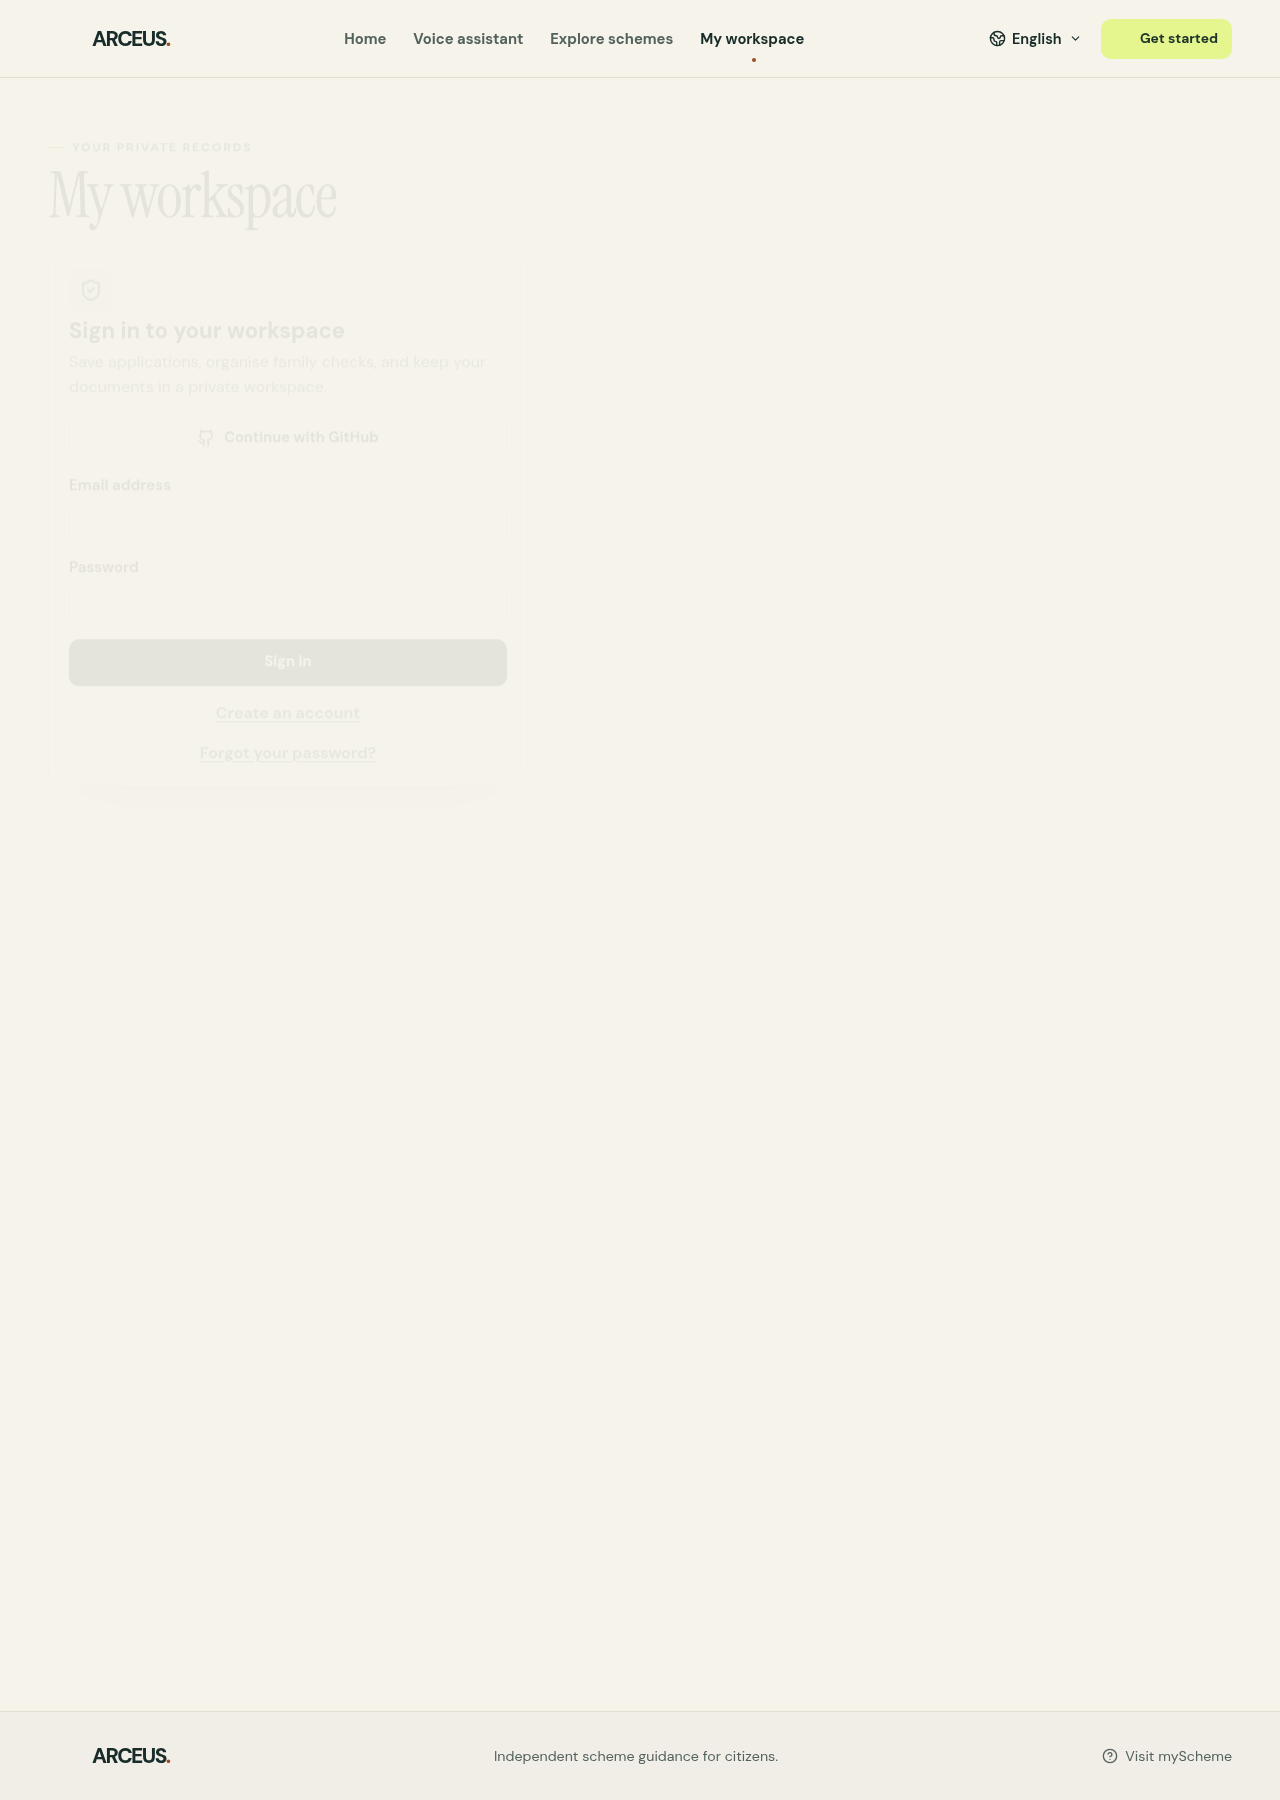 ARCEUS.
Home
Voice assistant
Explore schemes
My workspace
English
Get started
YOUR PRIVATE RECORDS
My workspace
Sign in to your workspace
Save applications, organise family checks, and keep your
documents in a private workspace.
Continue with GitHub
Email address
Password
Sign in
Create an account
Forgot your password?
ARCEUS.
Independent scheme guidance for citizens.
Visit myScheme